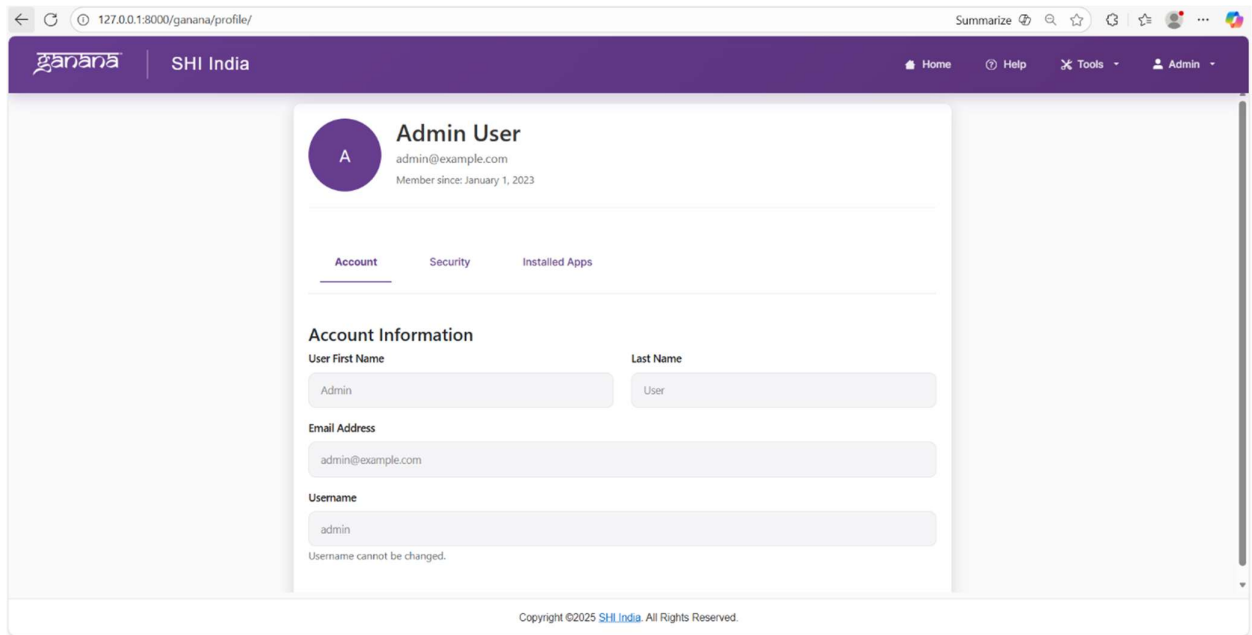 127.0.0.1:8000/ganana/profile/ Summarize
ganana SHI India Home Help Tools Admin
A
Admin User
admin@example.com
Member since: January 1, 2023
Account Security Installed Apps
Account Information
User First Name Last Name
Admin User
Email Address
admin@example.com
Username
admin
Username cannot be changed.
Copyright ©2025 SHI India. All Rights Reserved.